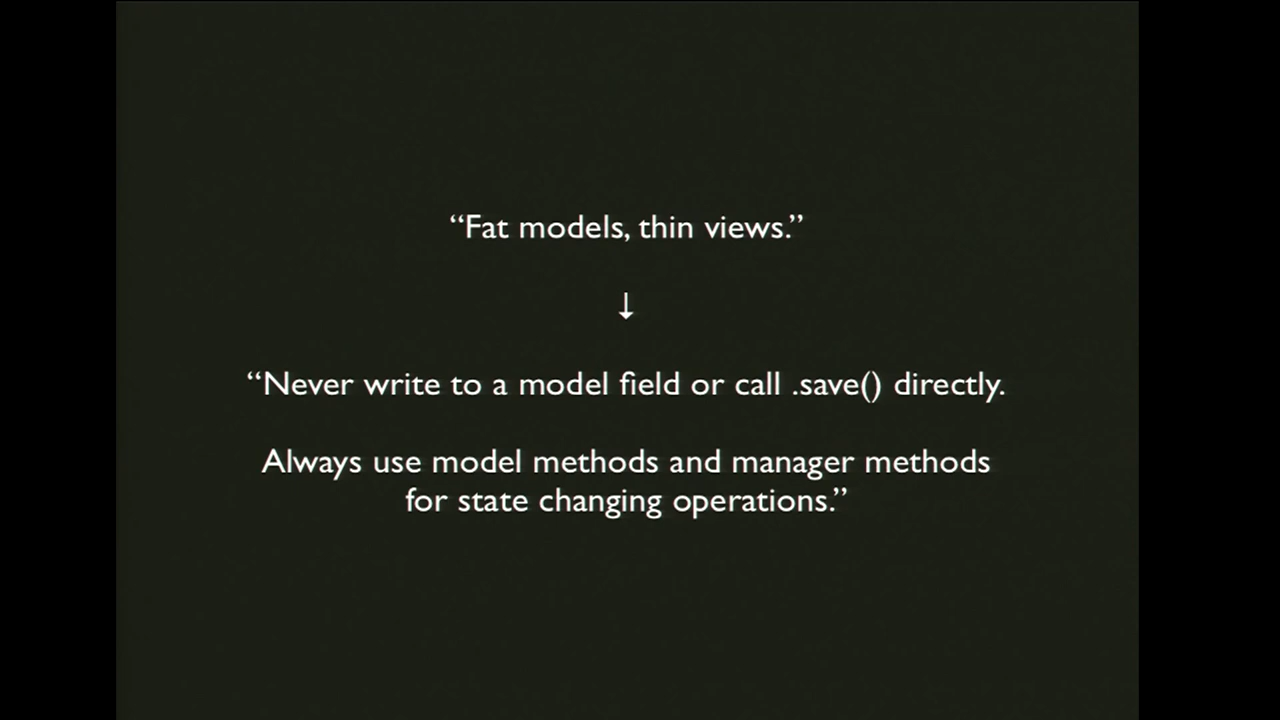 “Fat models, thin views.”
↓
“Never write to a model field or call .save() directly.
Always use model methods and manager methods
for state changing operations.”